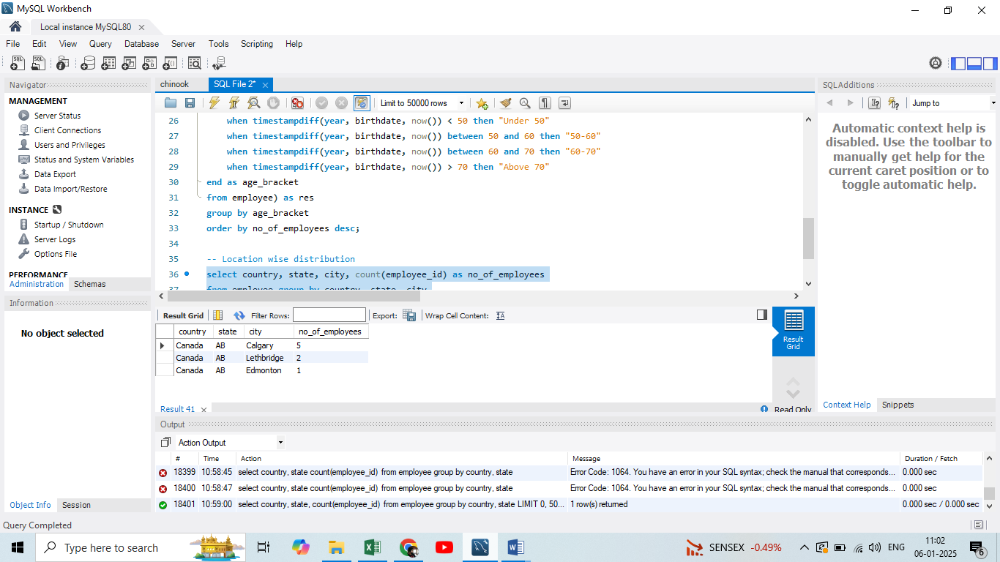 MySQL Workbench
Local instance MySQL80
File Edit View Query Database Server Tools Scripting Help
Navigator
MANAGEMENT
Server Status
Client Connections
Users and Privileges
Status and System Variables
Data Export
Data Import/Restore
INSTANCE
Startup / Shutdown
Server Logs
Options File
PERFORMANCE
Administration Schemas
Information
No object selected
Object Info Session
chinook SQL File 2*
Limit to 50000 rows
26 when timestampdiff(year, birthdate, now()) < 50 then "Under 50"
27 when timestampdiff(year, birthdate, now()) between 50 and 60 then "50-60"
28 when timestampdiff(year, birthdate, now()) between 60 and 70 then "60-70"
29 when timestampdiff(year, birthdate, now()) > 70 then "Above 70"
30 end as age_bracket
31 from employee) as res
32 group by age_bracket
33 order by no_of_employees desc;
34
35 -- Location wise distribution
36 select country, state, city, count(employee_id) as no_of_employees
37 from employee group by country, state, city
Result Grid Filter Rows: Export: Wrap Cell Content:
country state city no_of_employees
Canada AB Calgary 5
Canada AB Lethbridge 2
Canada AB Edmonton 1
Result Grid
Result 41 Read Only
SQLAdditions
Jump to
Automatic context help is
disabled. Use the toolbar to
manually get help for the
current caret position or to
toggle automatic help.
Context Help Snippets
Output
Action Output
# Time Action Message Duration / Fetch
18399 10:58:45 select country, state count(employee_id) from employee group by country, state Error Code: 1064. You have an error in your SQL syntax; check the manual that corresponds... 0.000 sec
18400 10:58:47 select country, state count(employee_id) from employee group by country, state Error Code: 1064. You have an error in your SQL syntax; check the manual that corresponds... 0.000 sec
18401 10:59:00 select country, state, count(employee_id) from employee group by country, state LIMIT 0, 50... 1 row(s) returned 0.000 sec / 0.000 sec
Query Completed
Type here to search
SENSEX -0.49%
ENG
11:02
06-01-2025
6